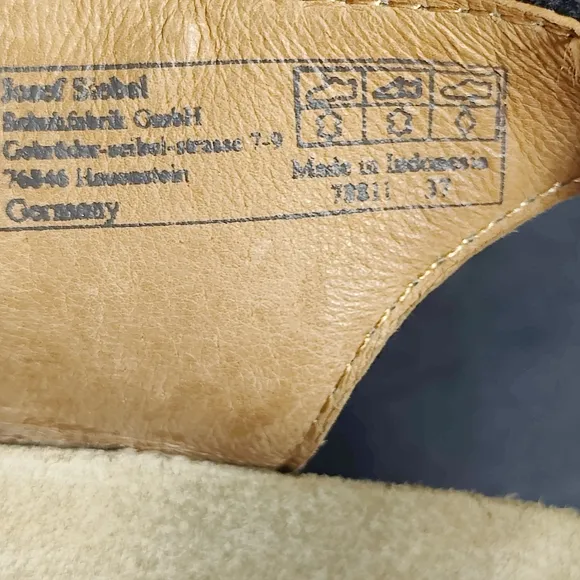 Josef Seibel
Schuhfabrik GmbH
Gebrüder-seibel-strasse 7-9
76846 Hauenstein
Germany
Made in Indonesia
78811 37